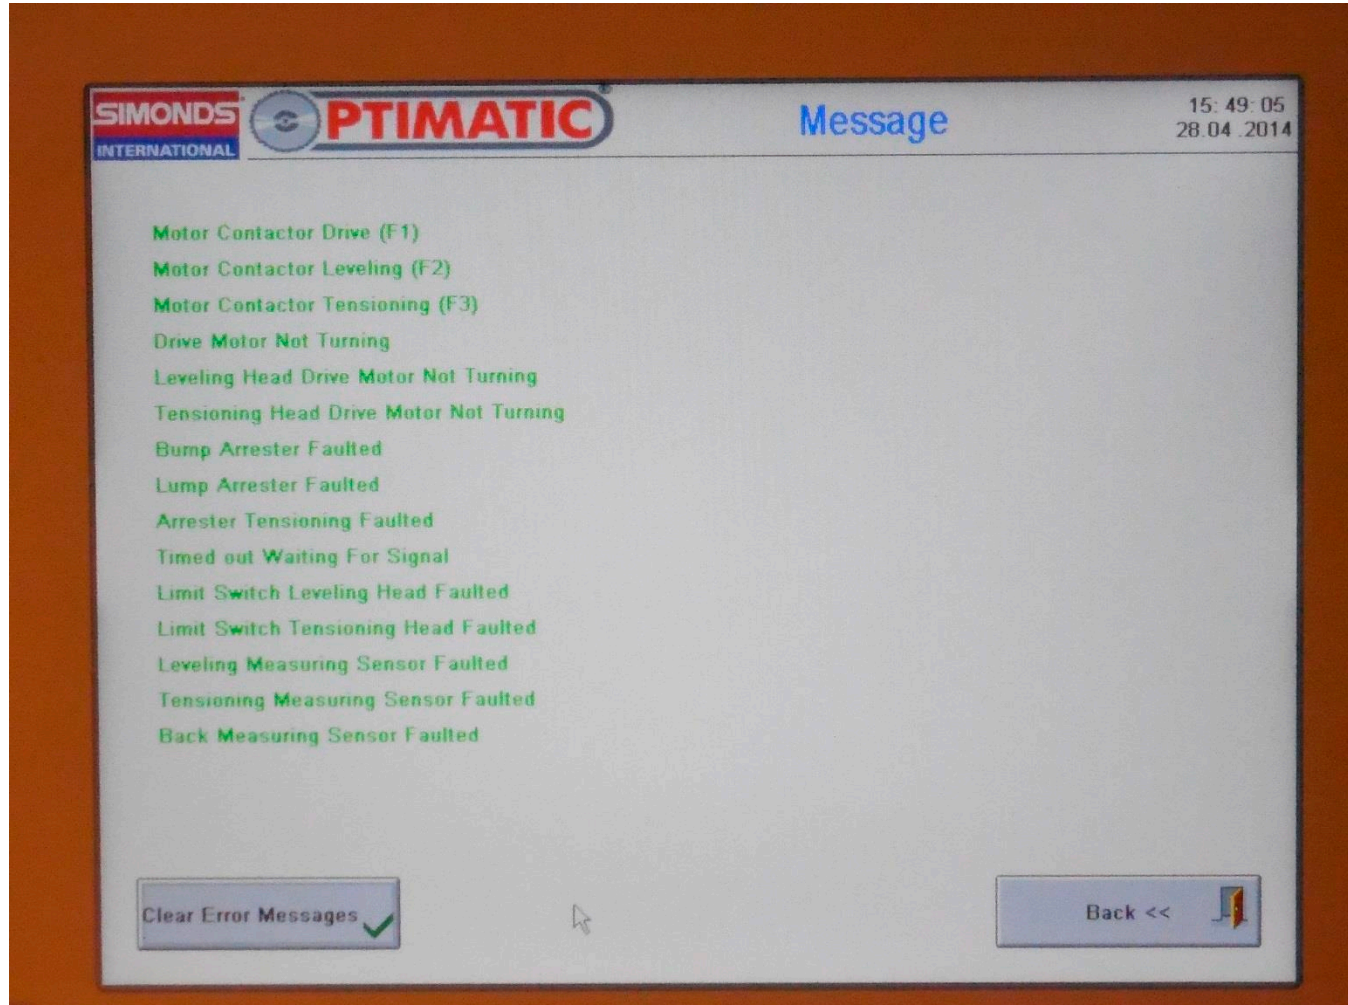 SIMONDS
INTERNATIONAL
OPTIMATIC®
Message
15:49:05
28.04.2014
Motor Contactor Drive (F1)
Motor Contactor Leveling (F2)
Motor Contactor Tensioning (F3)
Drive Motor Not Turning
Leveling Head Drive Motor Not Turning
Tensioning Head Drive Motor Not Turning
Bump Arrester Faulted
Lump Arrester Faulted
Arrester Tensioning Faulted
Timed out Waiting For Signal
Limit Switch Leveling Head Faulted
Limit Switch Tensioning Head Faulted
Leveling Measuring Sensor Faulted
Tensioning Measuring Sensor Faulted
Back Measuring Sensor Faulted
Clear Error Messages
Back <<